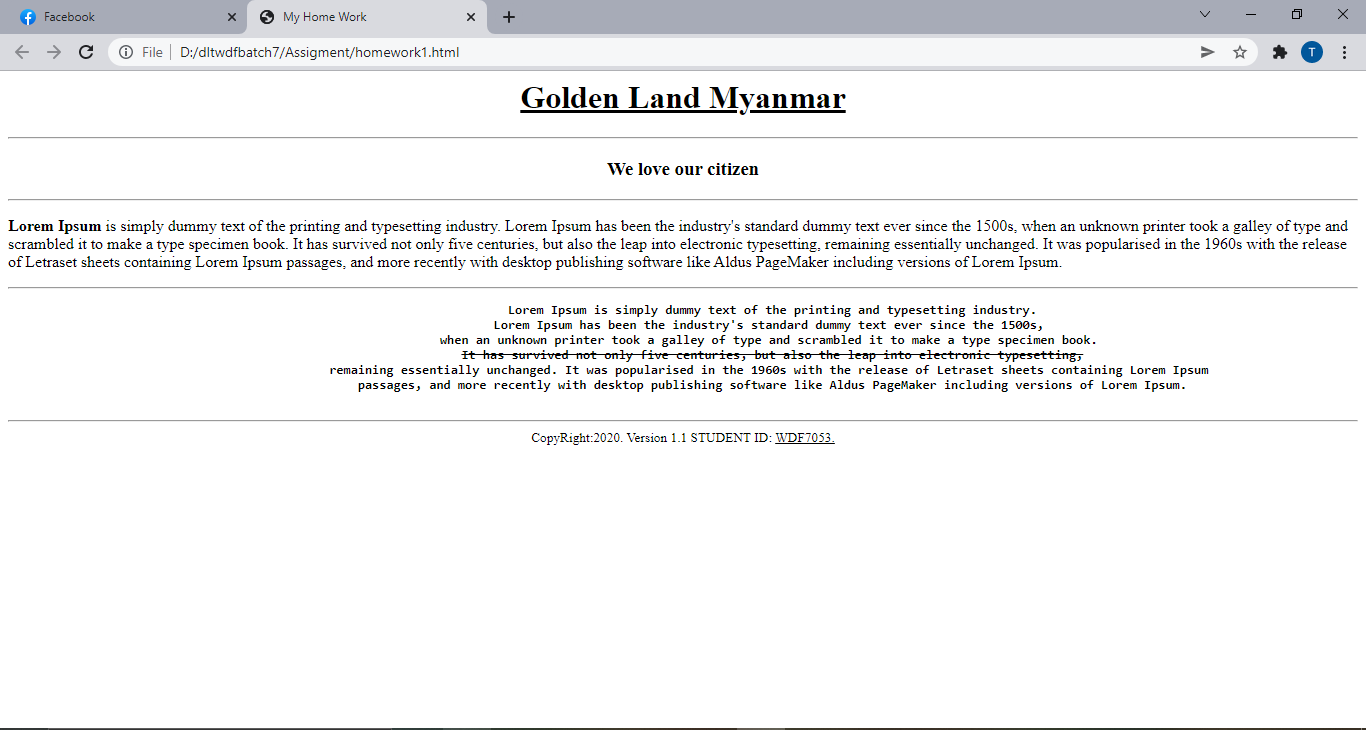 Facebook
My Home Work
File
D:/dltwdfbatch7/Assigment/homework1.html
T
Golden Land Myanmar
We love our citizen
Lorem Ipsum is simply dummy text of the printing and typesetting industry. Lorem Ipsum has been the industry's standard dummy text ever since the 1500s, when an unknown printer took a galley of type and
scrambled it to make a type specimen book. It has survived not only five centuries, but also the leap into electronic typesetting, remaining essentially unchanged. It was popularised in the 1960s with the release
of Letraset sheets containing Lorem Ipsum passages, and more recently with desktop publishing software like Aldus PageMaker including versions of Lorem Ipsum.
Lorem Ipsum is simply dummy text of the printing and typesetting industry.
Lorem Ipsum has been the industry's standard dummy text ever since the 1500s,
when an unknown printer took a galley of type and scrambled it to make a type specimen book.
It has survived not only five centuries, but also the leap into electronic typesetting,
remaining essentially unchanged. It was popularised in the 1960s with the release of Letraset sheets containing Lorem Ipsum
passages, and more recently with desktop publishing software like Aldus PageMaker including versions of Lorem Ipsum.
CopyRight:2020. Version 1.1 STUDENT ID: WDF7053.